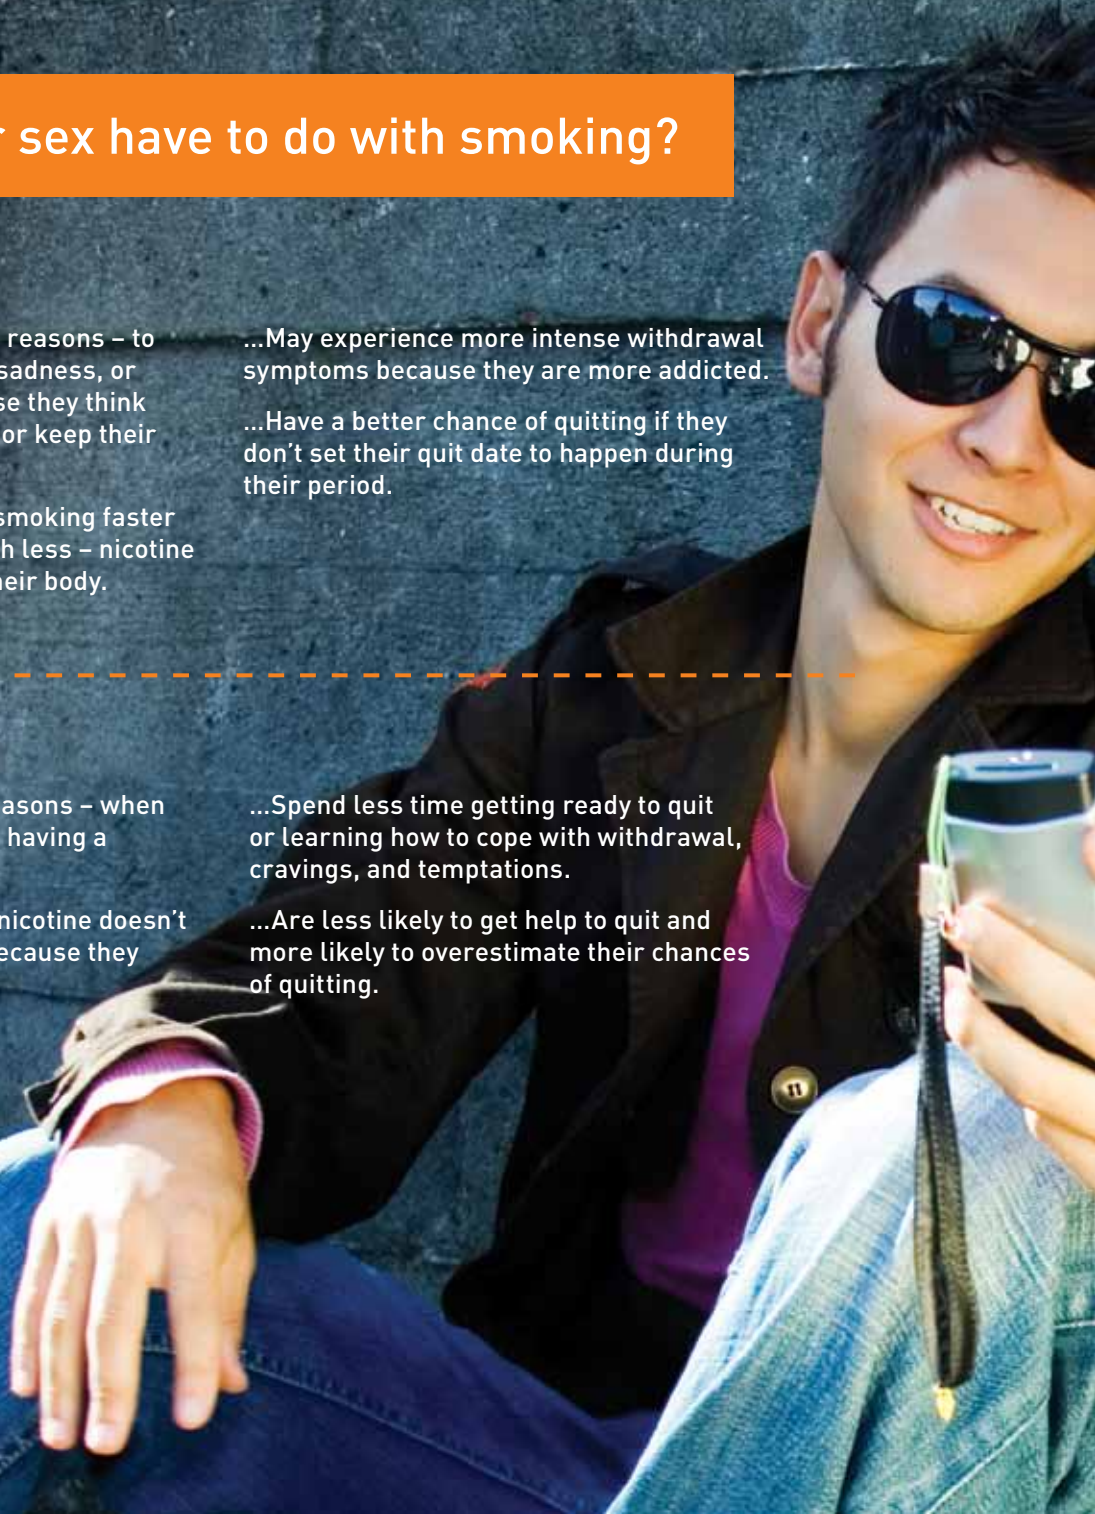 sex have to do with smoking?
reasons – to
sadness, or
se they think
or keep their
smoking faster
h less – nicotine
heir body.
...May experience more intense withdrawal
symptoms because they are more addicted.
...Have a better chance of quitting if they
don't set their quit date to happen during
their period.
asons – when
having a
nicotine doesn't
ecause they
...Spend less time getting ready to quit
or learning how to cope with withdrawal,
cravings, and temptations.
...Are less likely to get help to quit and
more likely to overestimate their chances
of quitting.